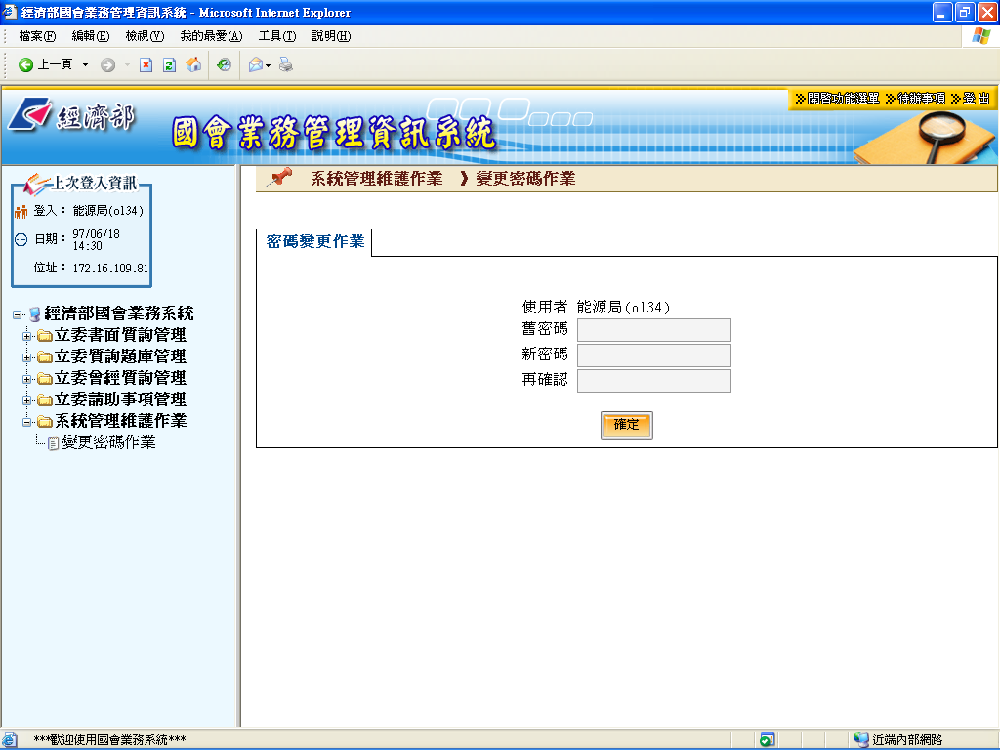 經濟部國會業務管理資訊系統 - Microsoft Internet Explorer
檔案(F) 編輯(E) 檢視(V) 我的最愛(A) 工具(T) 說明(H)
上一頁
經濟部
國會業務管理資訊系統
開啟功能選單 待辦事項 登 出
上次登入資訊
登入： 能源局(o134)
日期： 97/06/18
14:30
位址： 172.16.109.81
經濟部國會業務系統
立委書面質詢管理
立委質詢題庫管理
立委曾經質詢管理
立委請助事項管理
系統管理維護作業
變更密碼作業
系統管理維護作業 》變更密碼作業
密碼變更作業
使用者 能源局(o134)
舊密碼
新密碼
再確認
確定
***歡迎使用國會業務系統***
近端內部網路